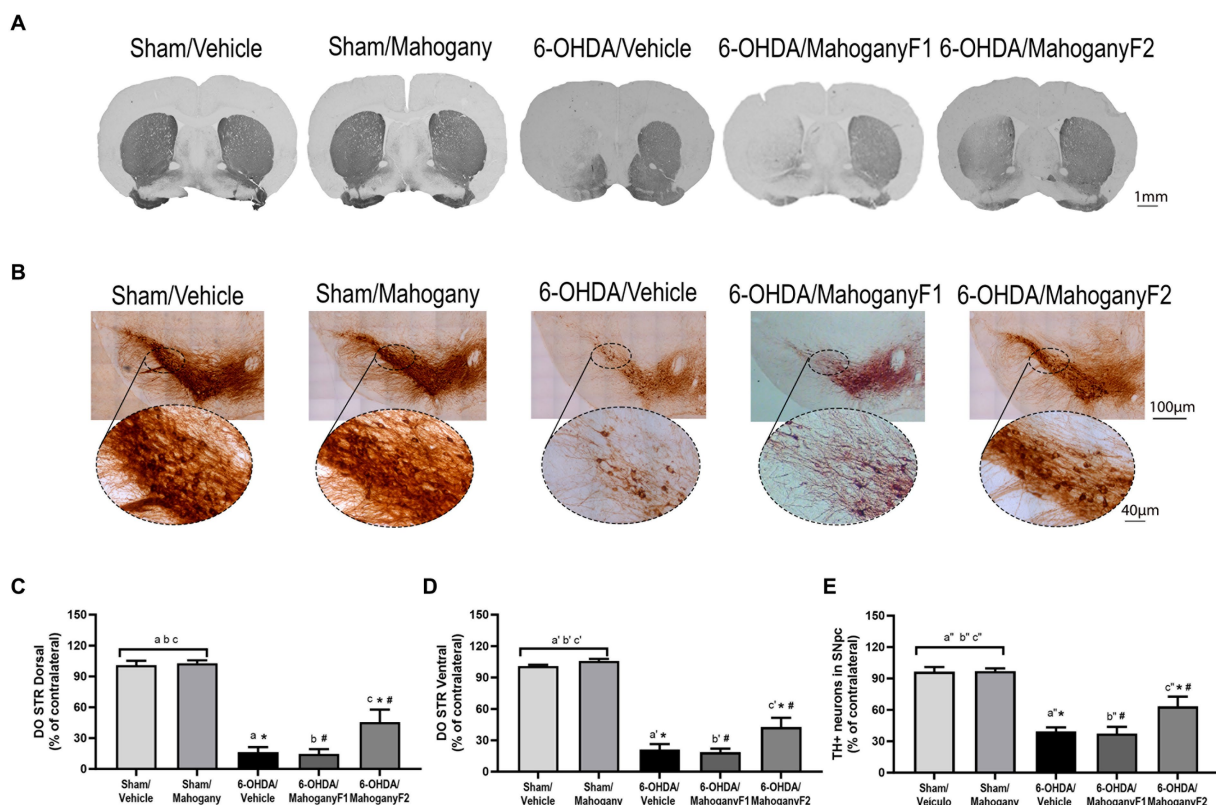 A
Sham/Vehicle
Sham/Mahogany
6-OHDA/Vehicle
6-OHDA/MahoganyF1
6-OHDA/MahoganyF2
1mm
B
Sham/Vehicle
Sham/Mahogany
6-OHDA/Vehicle
6-OHDA/MahoganyF1
6-OHDA/MahoganyF2
100µm
40µm
C
DO STR Dorsal
(% of contralateral)
150
120
90
60
30
0
a b c
a *
b #
c * #
Sham/
Vehicle
Sham/
Mahogany
6-OHDA/
Vehicle
6-OHDA/
MahoganyF1
6-OHDA/
MahoganyF2
D
DO STR Ventral
(% of contralateral)
150
120
90
60
30
0
a' b' c'
a' *
b' #
c' * #
Sham/
Vehicle
Sham/
Mahogany
6-OHDA/
Vehicle
6-OHDA/
MahoganyF1
6-OHDA/
MahoganyF2
E
TH+ neurons in SNpc
(% of contralateral)
150
120
90
60
30
0
a" b" c"
a" *
b" #
c" * #
Sham/
Veiculo
Sham/
Mahogany
6-OHDA/
Vehicle
6-OHDA/
MahoganyF1
6-OHDA/
MahoganyF2